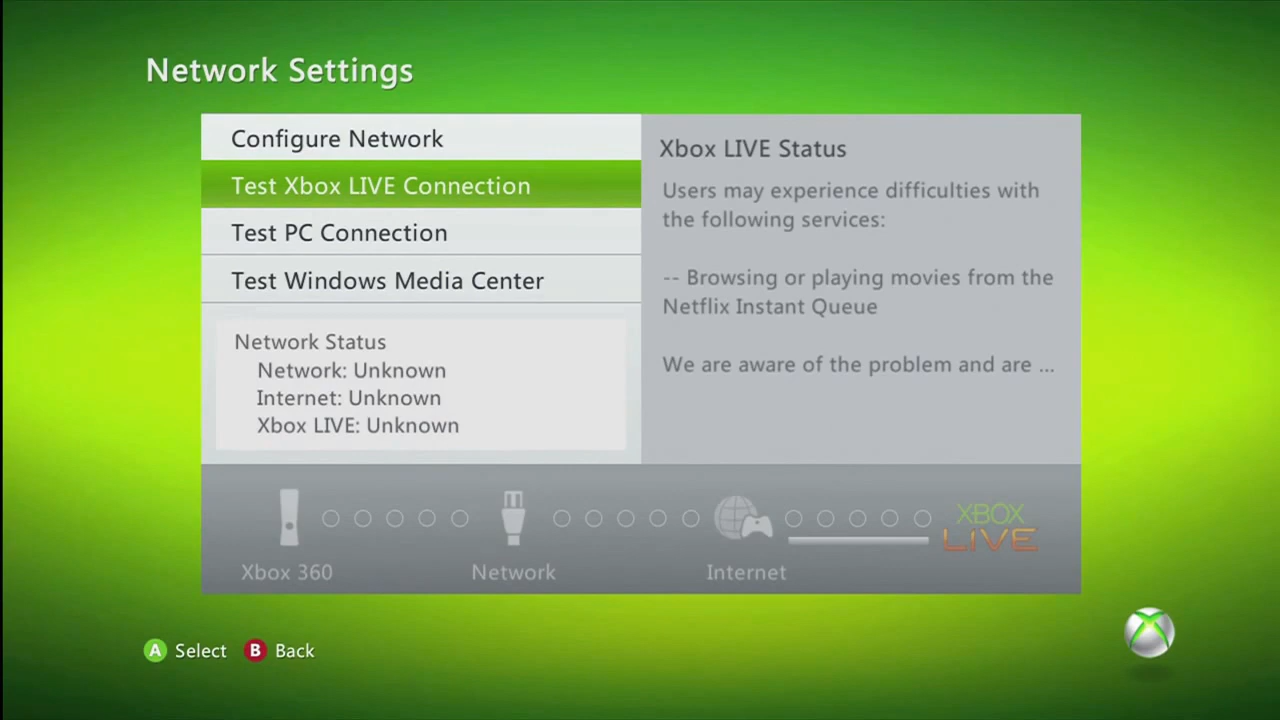 Network Settings
Configure Network
Test Xbox LIVE Connection
Test PC Connection
Test Windows Media Center
Network Status
Network: Unknown
Internet: Unknown
Xbox LIVE: Unknown
Xbox LIVE Status
Users may experience difficulties with
the following services:
-- Browsing or playing movies from the
Netflix Instant Queue
We are aware of the problem and are ...
XBOX
LIVE
Xbox 360
Network
Internet
A Select B Back